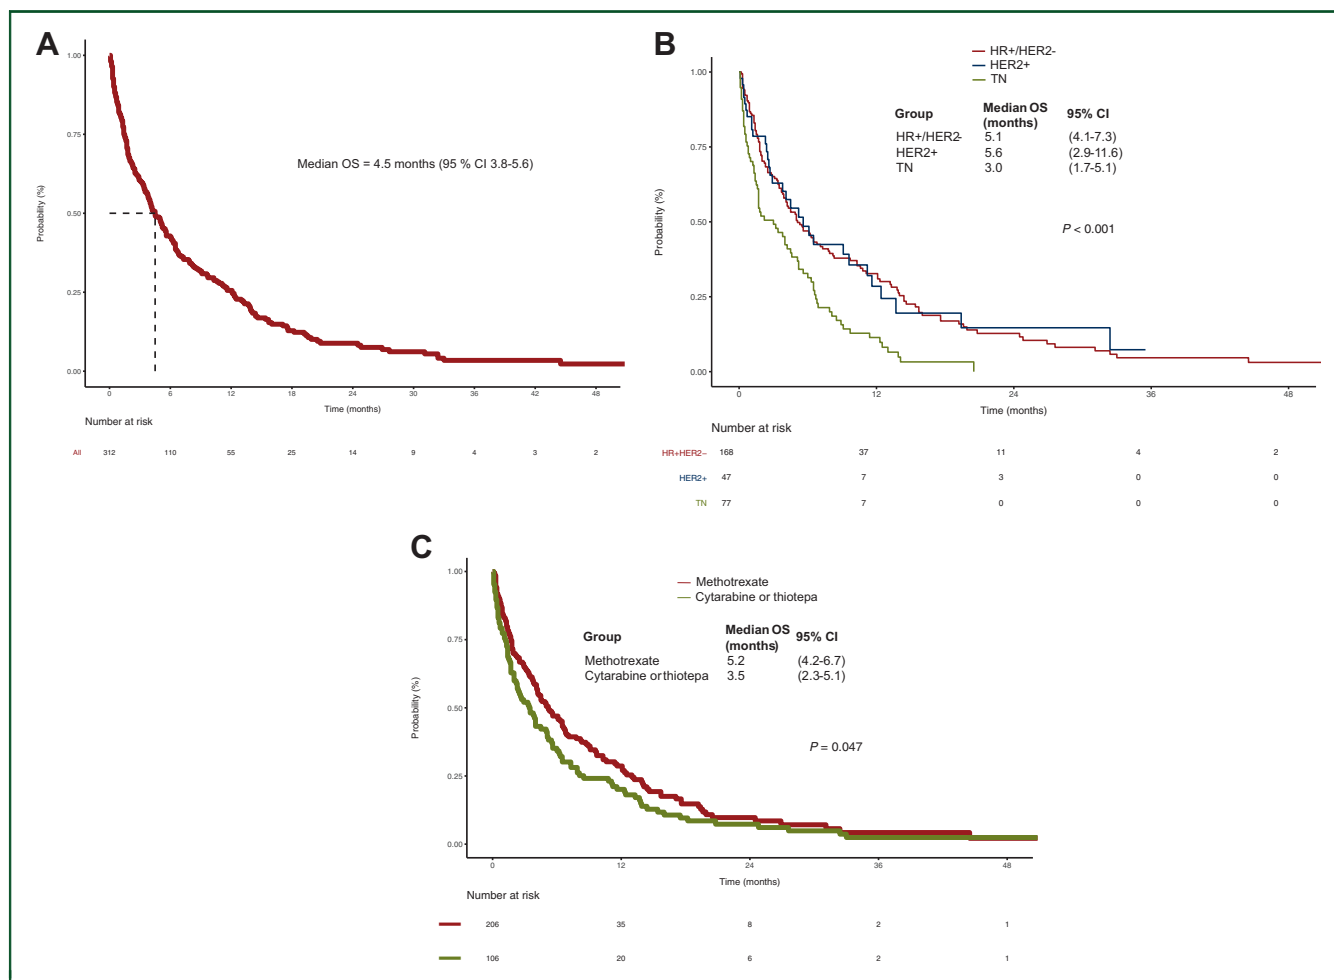 A
1.00
0.75
0.50
0.25
0.00
Probability (%)
Median OS = 4.5 months (95 % CI 3.8-5.6)
0 6 12 18 24 30 36 42 48
Time (months)
Number at risk
All 312 110 55 25 14 9 4 3 2
B
HR+/HER2-
HER2+
TN
1.00
0.75
0.50
0.25
0.00
Probability (%)
Group Median OS (months) 95% CI
HR+/HER2- 5.1 (4.1-7.3)
HER2+ 5.6 (2.9-11.6)
TN 3.0 (1.7-5.1)
P < 0.001
0 12 24 36 48
Time (months)
Number at risk
HR+HER2− 168 37 11 4 2
HER2+ 47 7 3 0 0
TN 77 7 0 0 0
C
Methotrexate
Cytarabine or thiotepa
1.00
0.75
0.50
0.25
0.00
Probability (%)
Group Median OS (months) 95% CI
Methotrexate 5.2 (4.2-6.7)
Cytarabine or thiotepa 3.5 (2.3-5.1)
P = 0.047
0 12 24 36 48
Time (months)
Number at risk
206 35 8 2 1
106 20 6 2 1